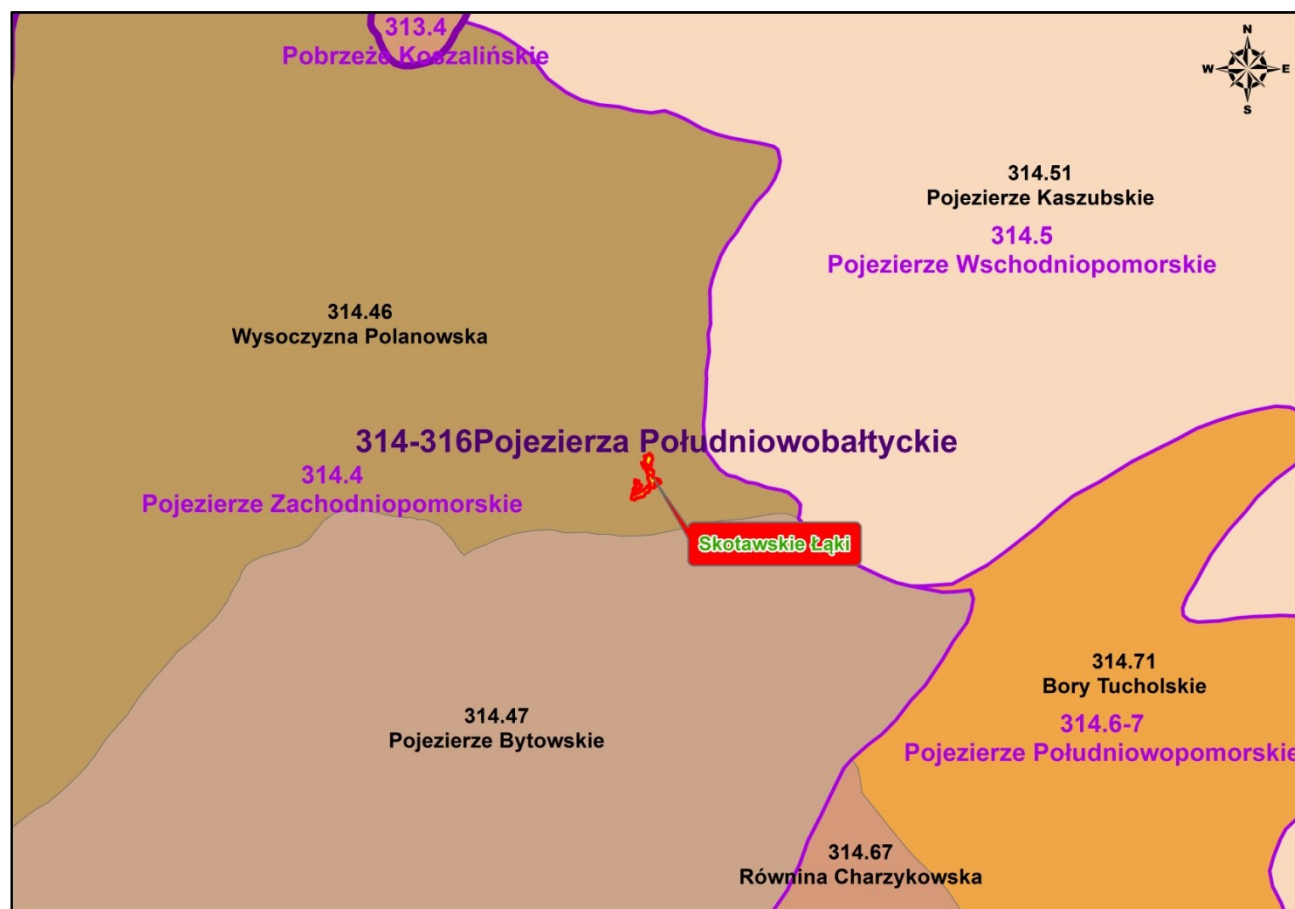 313.4
Pobrzeże Koszalińskie
N
W
E
S
314.51
Pojezierze Kaszubskie
314.5
Pojezierze Wschodniopomorskie
314.46
Wysoczyzna Polanowska
314-316Pojezierza Południowobałtyckie
314.4
Pojezierze Zachodniopomorskie
Skotawskie Łąki
314.71
Bory Tucholskie
314.6-7
Pojezierze Południowopomorskie
314.47
Pojezierze Bytowskie
314.67
Równina Charzykowska